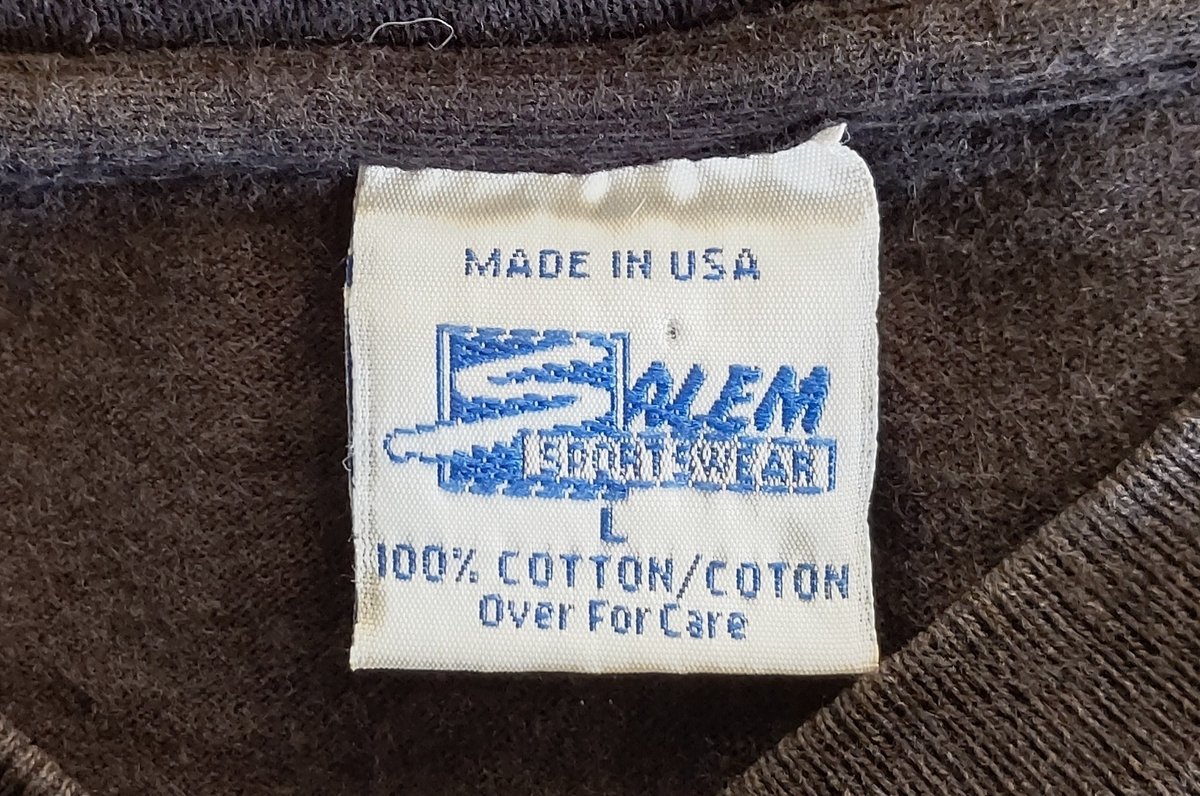 MADE IN USA
SALEM
SPORTSWEAR
L
100% COTTON/COTON
Over For Care